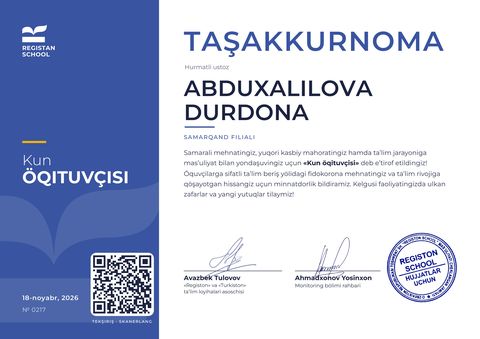 REGISTAN
SCHOOL
Kun
ÖQITUVÇISI
18-noyabr, 2026
№ 0217
TEKŞIRIŞ - SKANERLANG
TAŞAKKURNOMA
Hurmatli ustoz
ABDUXALILOVA
DURDONA
SAMARQAND FILIALI
Samarali mehnatingiz, yuqori kasbiy mahoratingiz hamda ta’lim jarayoniga
mas’uliyat bilan yondaşuvingiz uçun «Kun öqituvçisi» deb e’tirof etildingiz!
Öquvçilarga sifatli ta’lim beriş yölidagi fidokorona mehnatingiz va ta’lim rivojiga
qöşayotgan hissangiz uçun minnatdorlik bildiramiz. Kelgusi faoliyatingizda ulkan
zafarlar va yangi yutuqlar tilaymiz!
Avazbek Tulovov
«Registon» va «Turkiston»
ta’lim loyihalari asoschisi
Ahmadxonov Yosinxon
Monitoring bölimi rahbari
REGISTON
SCHOOL
HUJJATLAR
UCHUN